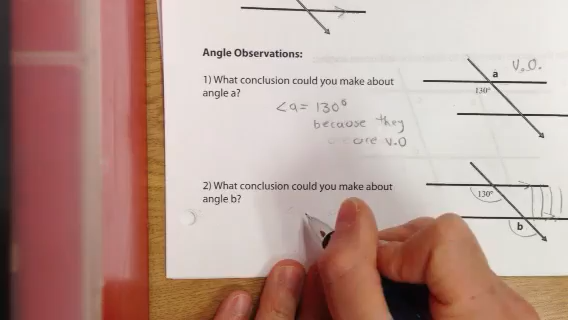 Angle Observations:
1) What conclusion could you make about
angle a?
∠a = 130°
because they
are V.O
a
V.O.
130°
2) What conclusion could you make about
angle b?
130°
b